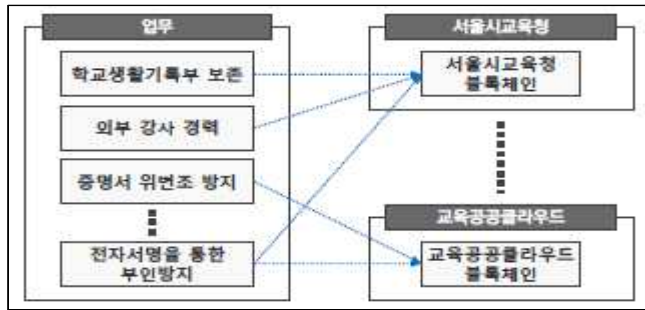 업무
학교생활기록부 보존
외부 강사 경력
증명서 위변조 방지
전자서명을 통한
부인방지
서울시교육청
서울시교육청
블록체인
교육공공클라우드
교육공공클라우드
블록체인